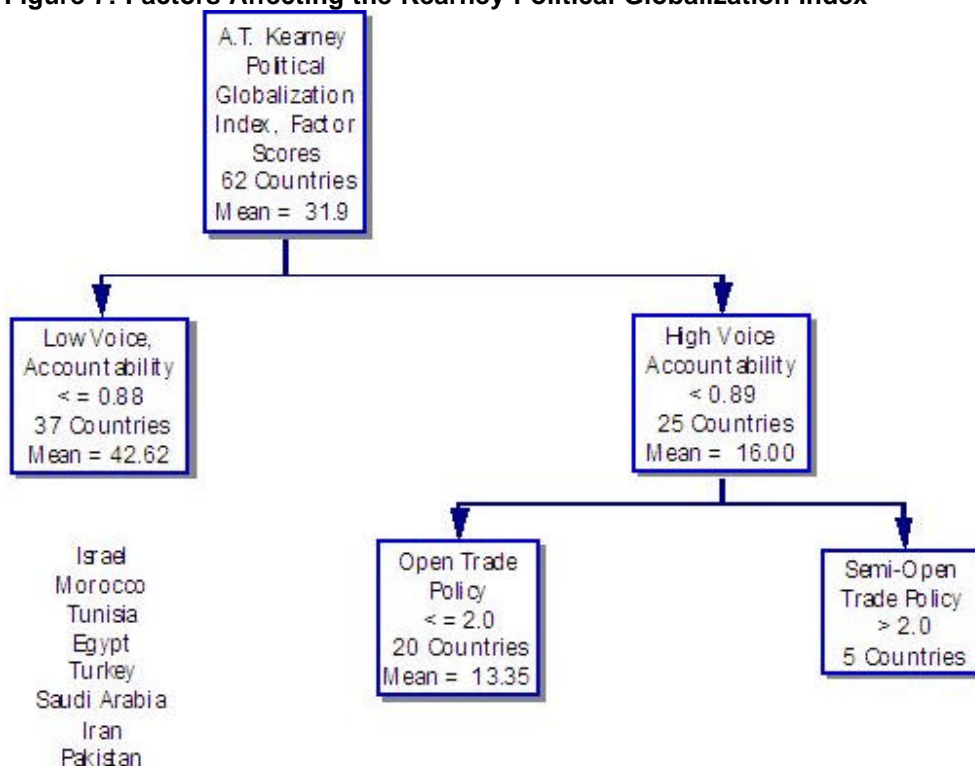 Figure 7: Factors Affecting the Kearney Political Globalization Index
A.T. Kearney
Political
Globalization
Index, Factor
Scores
62 Countries
Mean = 31.9
Low Voice,
Accountability
< = 0.88
37 Countries
Mean = 42.62
High Voice
Accountability
< 0.89
25 Countries
Mean = 16.00
Israel
Morocco
Tunisia
Egypt
Turkey
Saudi Arabia
Iran
Pakistan
Open Trade
Policy
< = 2.0
20 Countries
Mean = 13.35
Semi-Open
Trade Policy
> 2.0
5 Countries